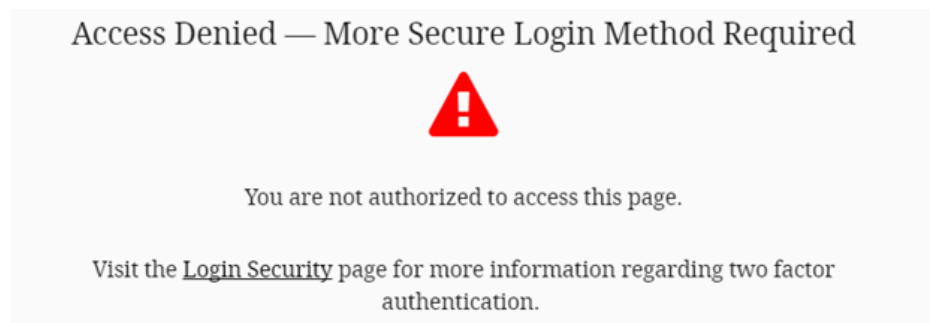 Access Denied — More Secure Login Method Required
You are not authorized to access this page.
Visit the Login Security page for more information regarding two factor
authentication.